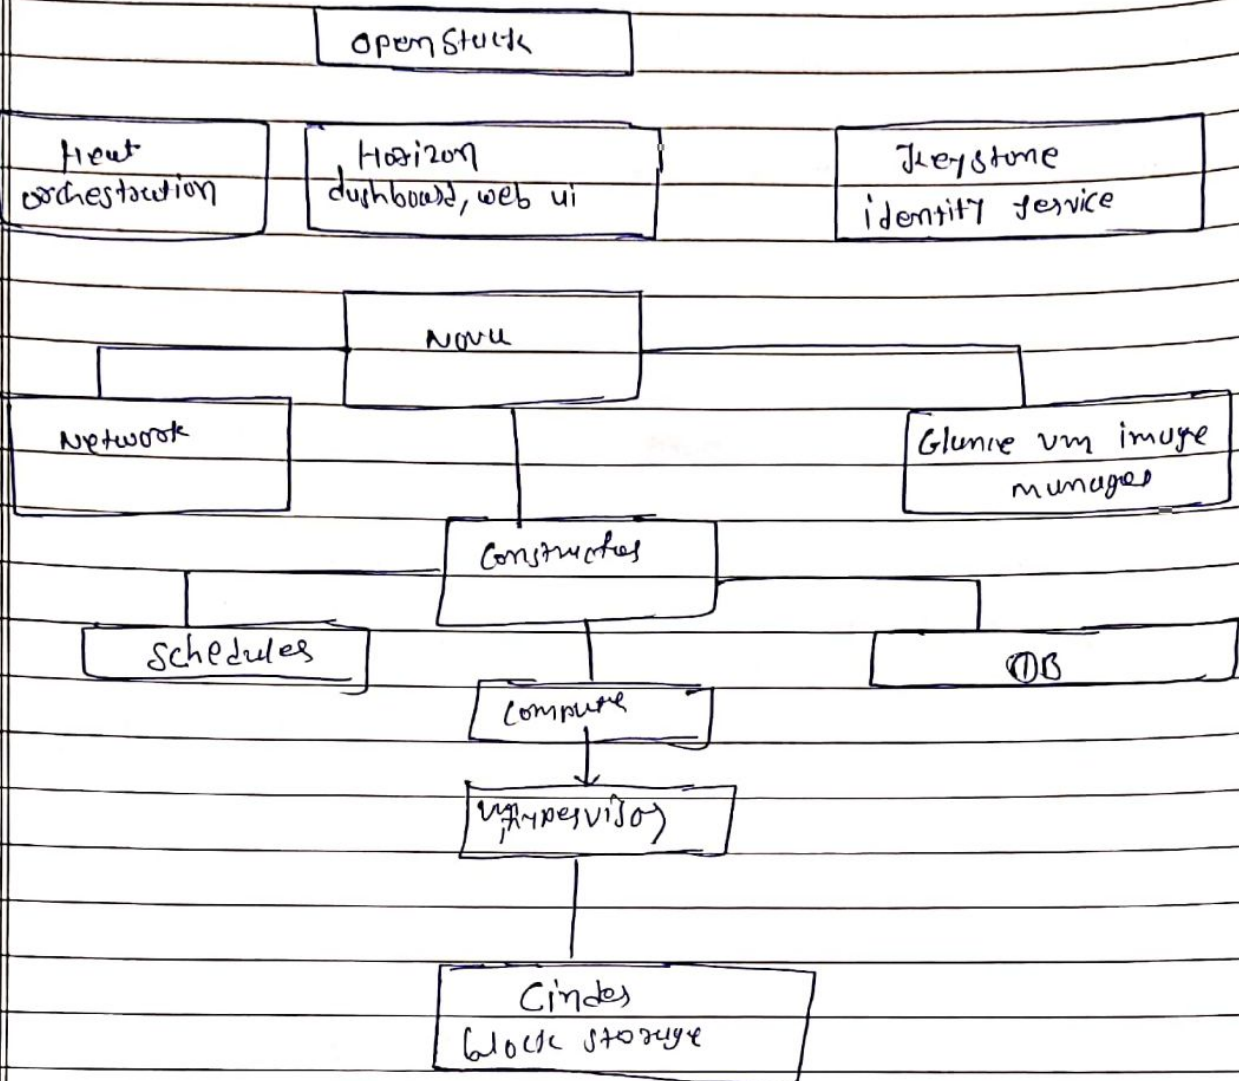 OpenStack
Heat
orchestration
Horizon
dashboard, web ui
Keystone
identity service
Nova
Network
Glance vm image
manager
Constructor
Scheduler
DB
Compute
vm, hypervisor
Cinder
block storage